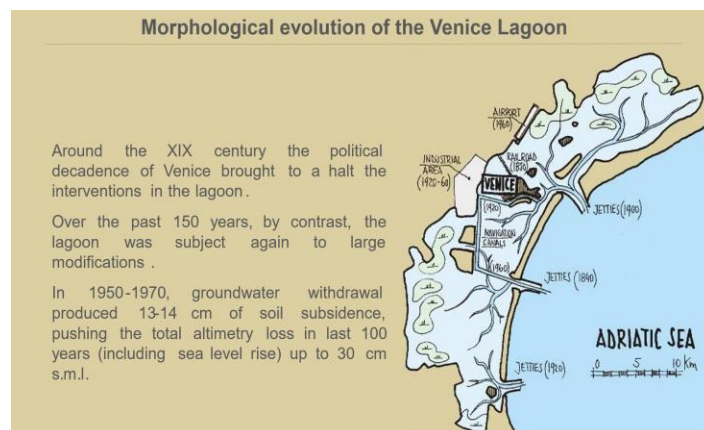 Morphological evolution of the Venice Lagoon
Around the XIX century the political
decadence of Venice brought to a halt the
interventions in the lagoon.
Over the past 150 years, by contrast, the
lagoon was subject again to large
modifications .
In 1950-1970, groundwater withdrawal
produced 13-14 cm of soil subsidence,
pushing the total altimetry loss in last 100
years (including sea level rise) up to 30 cm
s.m.l.
AIRPORT
(1960)
INDUSTRIAL
AREA
(1920-60)
RAILROAD
(1850)
VENICE
(1920)
NAVIGATION
CANALS
(1960)
JETTIES (1900)
JETTIES (1840)
JETTIES (1920)
ADRIATIC SEA
0 5 10 Km